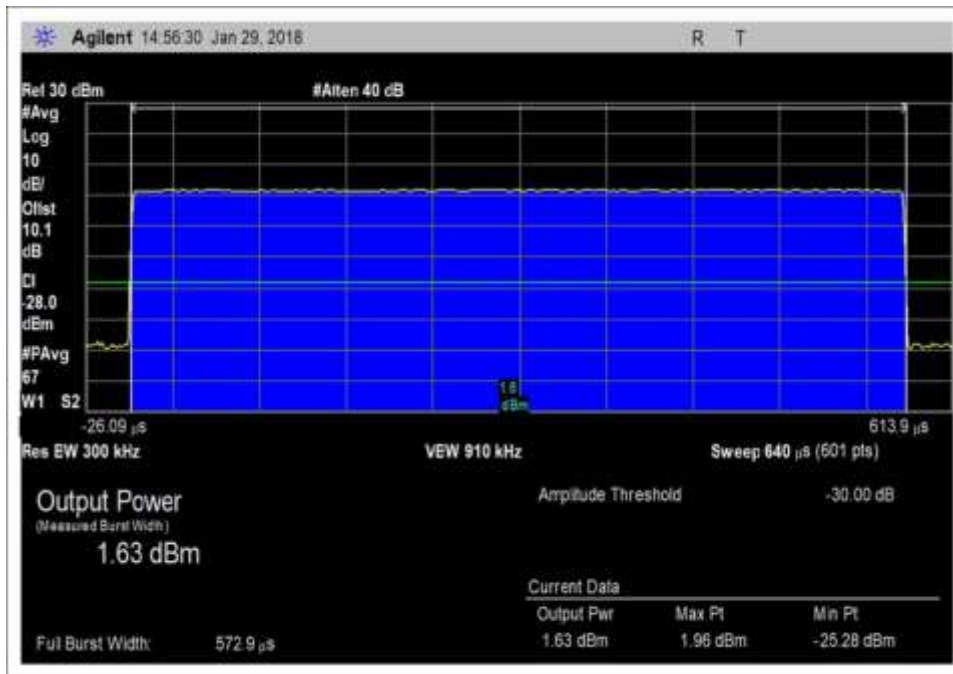 Agilent 14:56:30 Jan 29, 2018 R T
Ref 30 dBm #Atten 40 dB
#Avg
Log
10
dB/
Offst
10.1
dB
DI
-28.0
dBm
#PAvg
67
W1 S2
1.6
dBm
-26.09 µs 613.9 µs
Res BW 300 kHz VBW 910 kHz Sweep 640 µs (601 pts)
Output Power
(Measured Burst Width)
1.63 dBm
Amplitude Threshold -30.00 dB
Current Data
Output Pwr Max Pt Min Pt
1.63 dBm 1.96 dBm -25.28 dBm
Full Burst Width: 572.9 µs